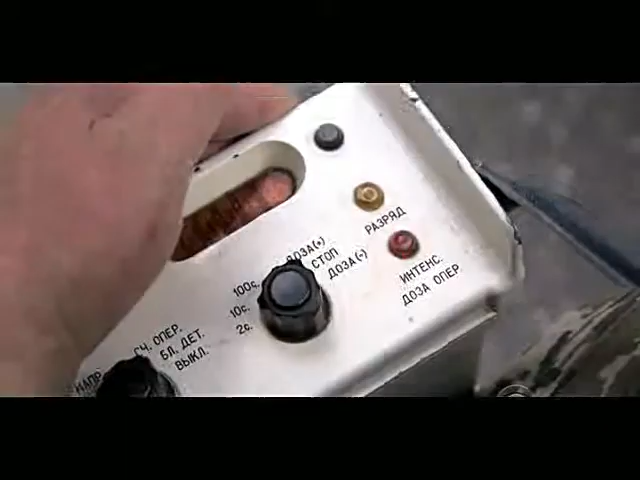 РАЗРЯД
ДОЗА(+)
СТОП
ДОЗА(-)
ИНТЕНС.
ДОЗА ОПЕР.
100с.
10с.
2с.
СЧ. ОПЕР.
БЛ. ДЕТ.
ВЫКЛ.
НАПР